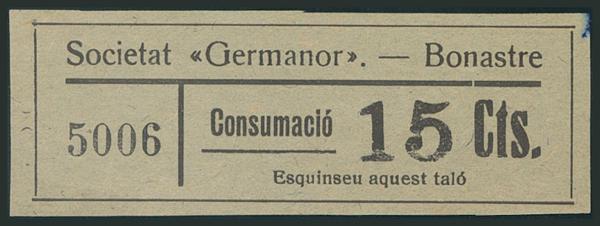 Societat «Germanor». — Bonastre
5006
Consumació 15 Cts.
Esquinseu aquest taló